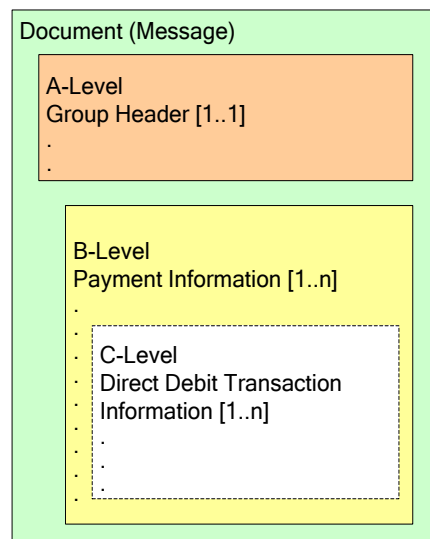 Document (Message)
A-Level
Group Header [1..1]
.
.
B-Level
Payment Information [1..n]
.
.
.
.
.
.
.
.
C-Level
Direct Debit Transaction
Information [1..n]
.
.
.